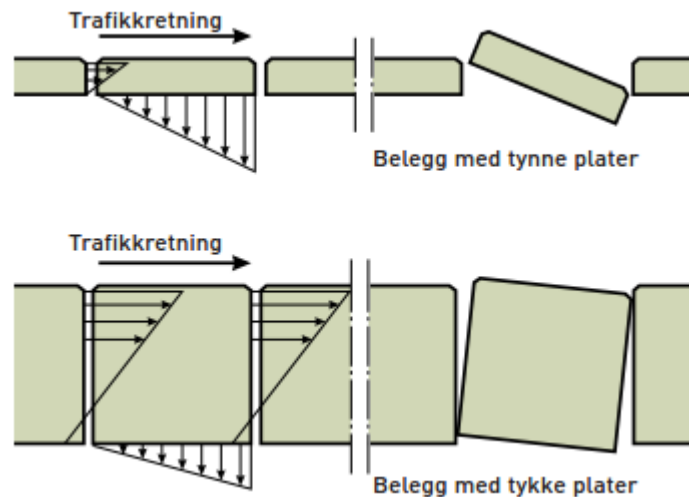 Trafikkretning
Belegg med tynne plater
Trafikkretning
Belegg med tykke plater